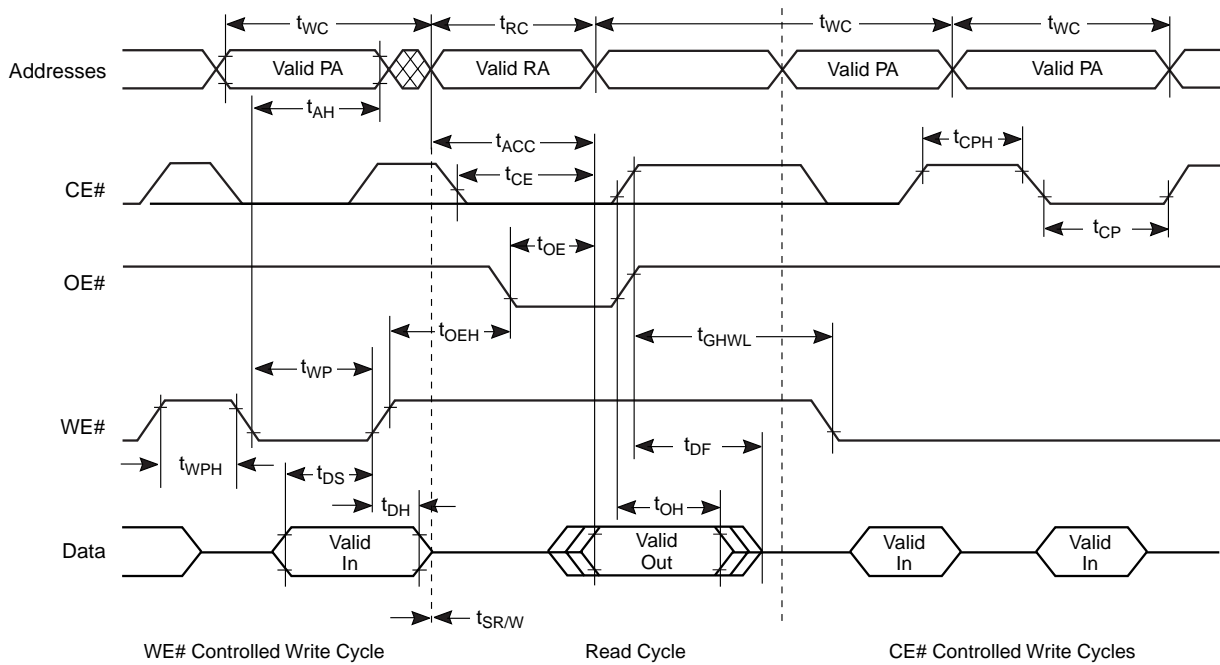 tWC tRC tWC tWC
Addresses Valid PA Valid RA Valid PA Valid PA
tAH
tACC tCPH
tCE
CE#
tOE tCP
OE#
tOEH tGHWL
tWP
WE#
tDF
tWPH tDS
tDH tOH
Data Valid In Valid Out Valid In Valid In
tSR/W
WE# Controlled Write Cycle Read Cycle CE# Controlled Write Cycles